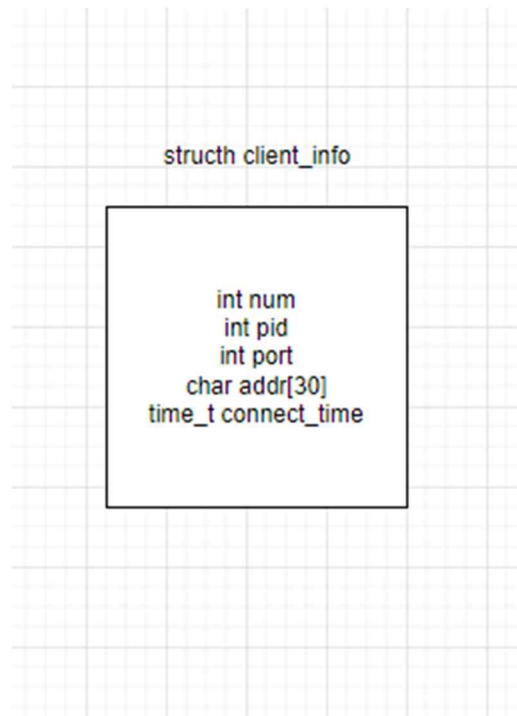 structh client_info
int num
int pid
int port
char addr[30]
time_t connect_time